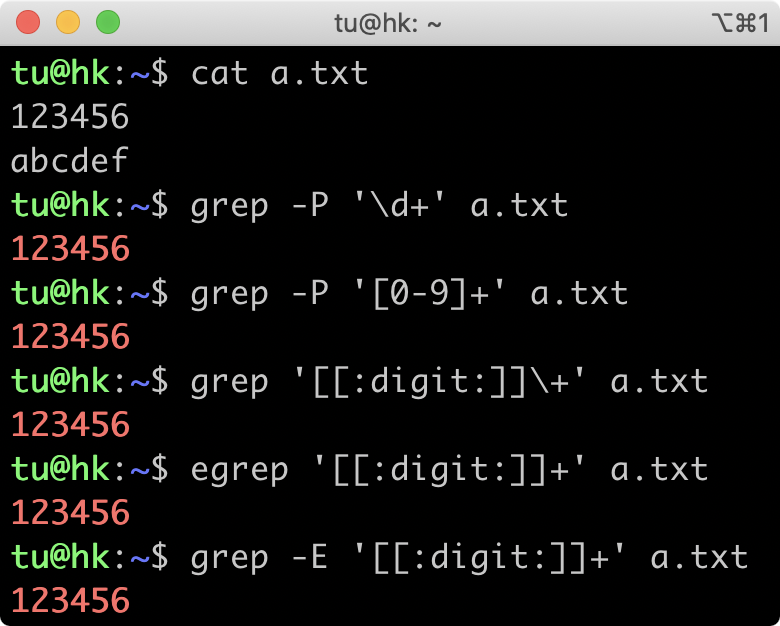 tu@hk: ~ ⌥⌘1
tu@hk:~$ cat a.txt
123456
abcdef
tu@hk:~$ grep -P '\d+' a.txt
123456
tu@hk:~$ grep -P '[0-9]+' a.txt
123456
tu@hk:~$ grep '[[:digit:]]\+' a.txt
123456
tu@hk:~$ egrep '[[:digit:]]+' a.txt
123456
tu@hk:~$ grep -E '[[:digit:]]+' a.txt
123456